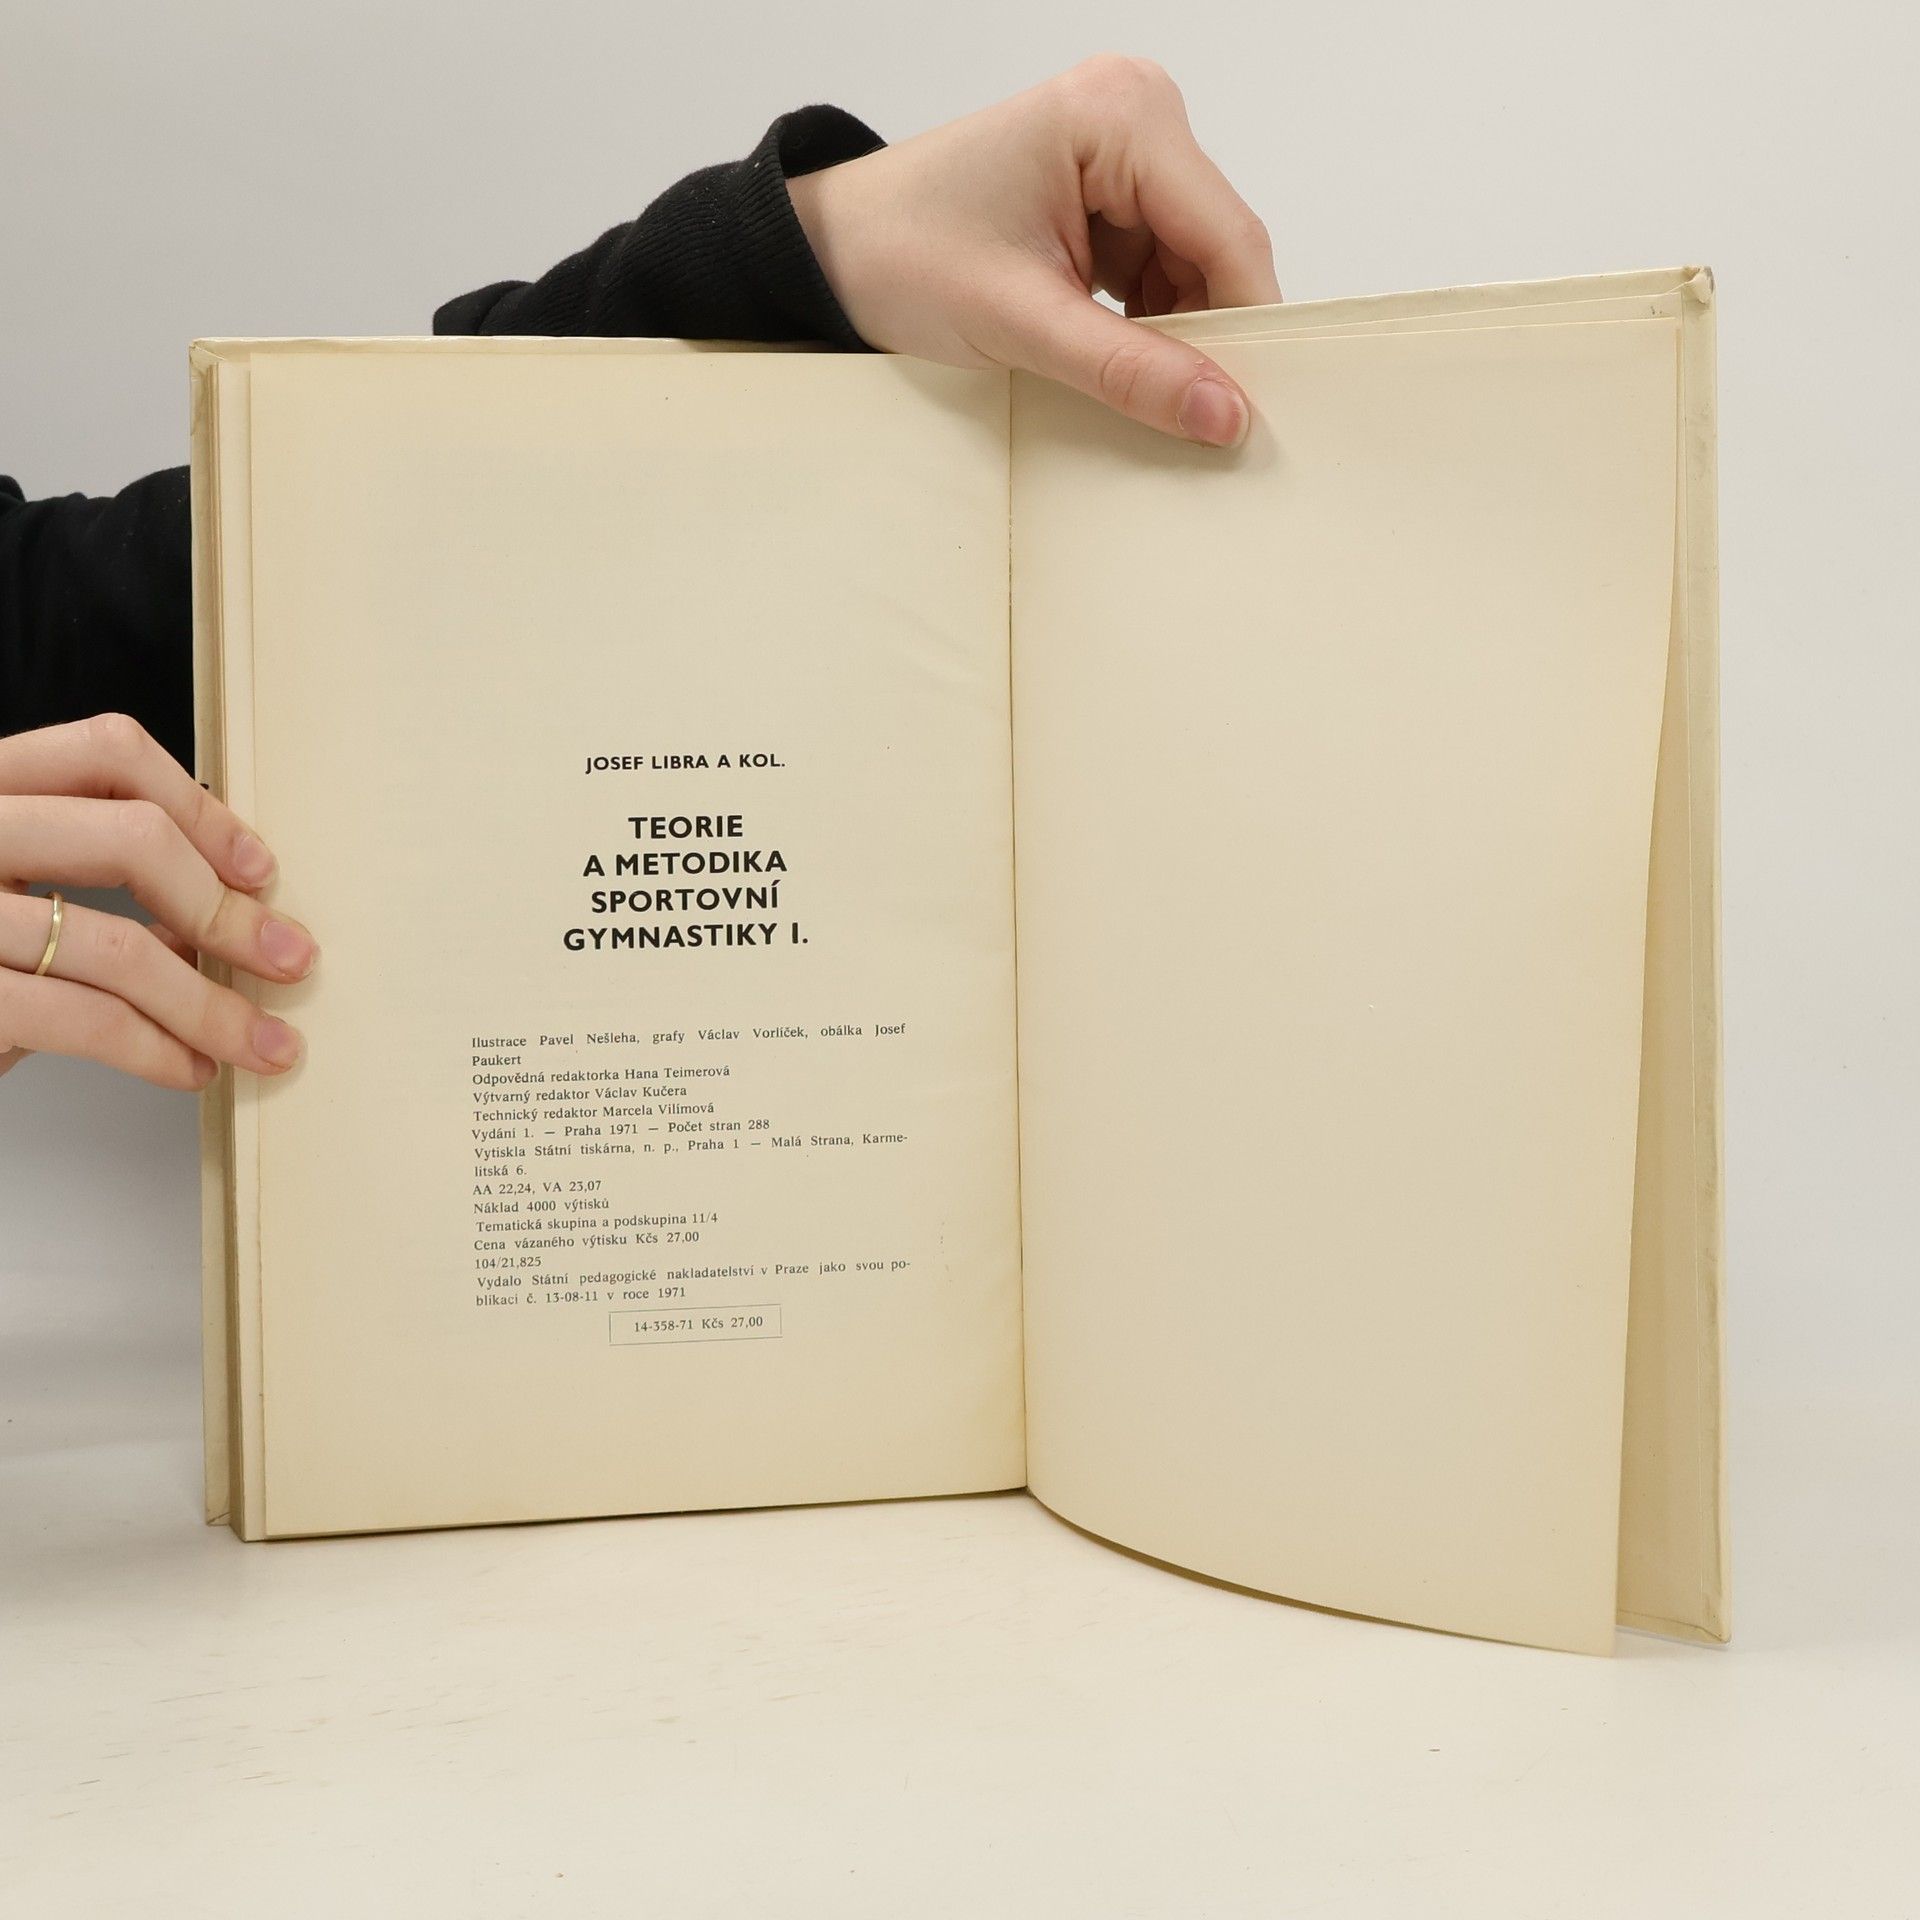 JOSEF LIBRA A KOL.
TEORIE
A METODIKA
SPORTOVNÍ
GYMNASTIKY I.
Ilustrace Pavel Nešleha, grafy Václav Vorlíček, obálka Josef
Paukert
Odpovědná redaktorka Hana Teimerová
Výtvarný redaktor Václav Kučera
Technický redaktor Marcela Vilímová
Vydání 1. — Praha 1971 — Počet stran 288
Vytiskla Státní tiskárna, n. p., Praha 1 — Malá Strana, Karme-
litská 6.
AA 22,24, VA 23,07
Náklad 4000 výtisků
Tematická skupina a podskupina 11/4
Cena vázaného výtisku Kčs 27,00
104/21,825
Vydalo Státní pedagogické nakladatelství v Praze jako svou po-
blikaci č. 13-08-11 v roce 1971
14-358-71 Kčs 27,00